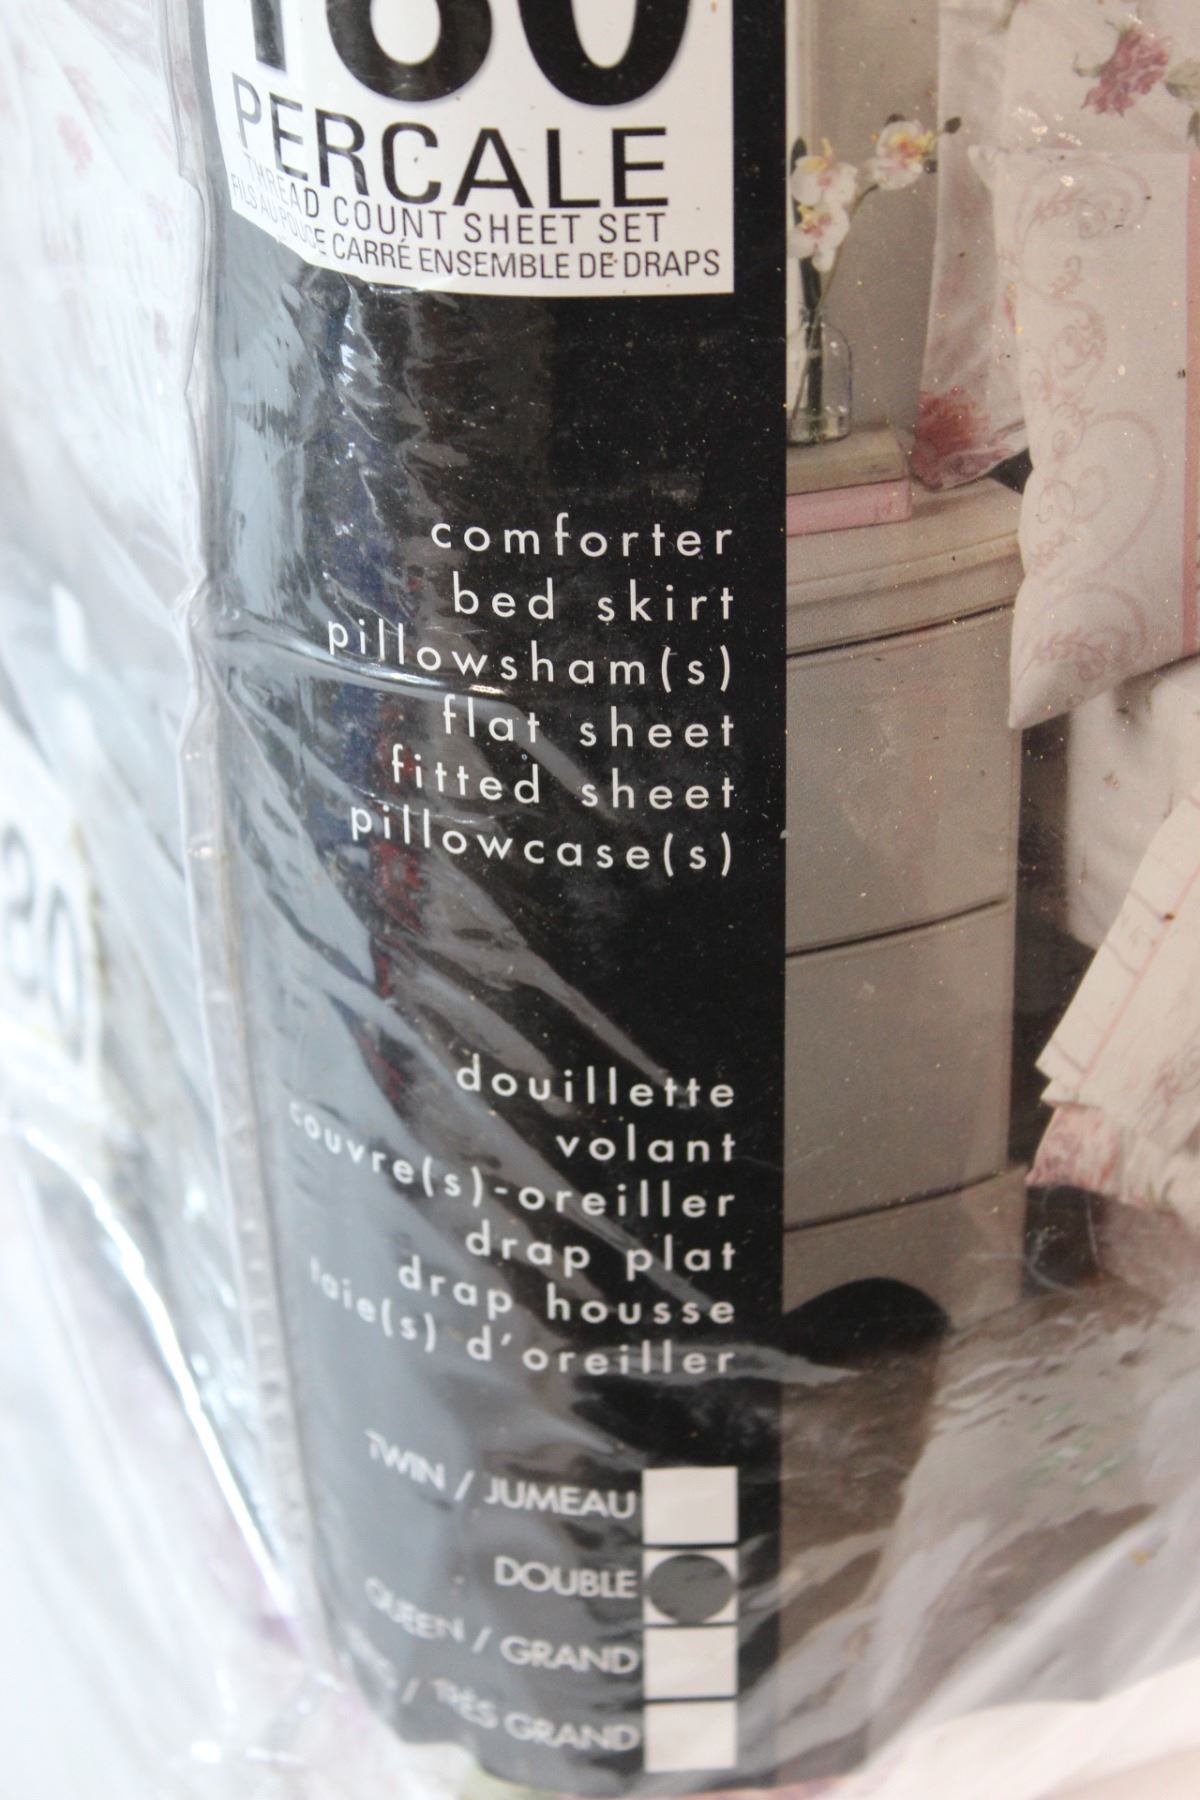 180
PERCALE
THREAD COUNT SHEET SET
FILS AU POUCE CARRÉ ENSEMBLE DE DRAPS
comforter
bed skirt
pillowsham(s)
flat sheet
fitted sheet
pillowcase(s)
douillette
volant
couvre(s)-oreiller
drap plat
drap housse
taie(s) d'oreiller
TWIN / JUMEAU
DOUBLE
QUEEN / GRAND
/ TRÈS GRAND